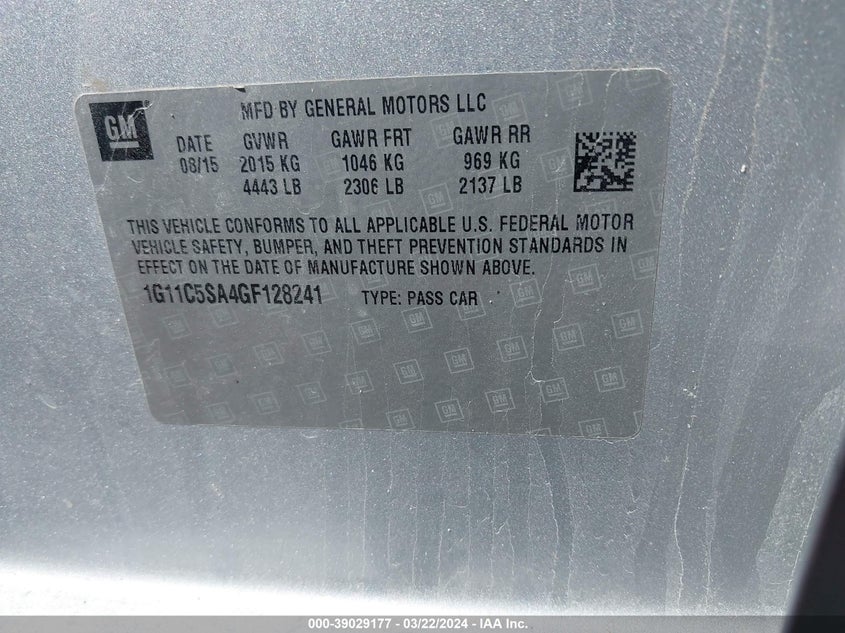 GM
MFD BY GENERAL MOTORS LLC
DATE GVWR GAWR FRT GAWR RR
08/15 2015 KG 1046 KG 969 KG
4443 LB 2306 LB 2137 LB
THIS VEHICLE CONFORMS TO ALL APPLICABLE U.S. FEDERAL MOTOR
VEHICLE SAFETY, BUMPER, AND THEFT PREVENTION STANDARDS IN
EFFECT ON THE DATE OF MANUFACTURE SHOWN ABOVE.
1G11C5SA4GF128241 TYPE: PASS CAR
000-39029177 - 03/22/2024 - IAA Inc.